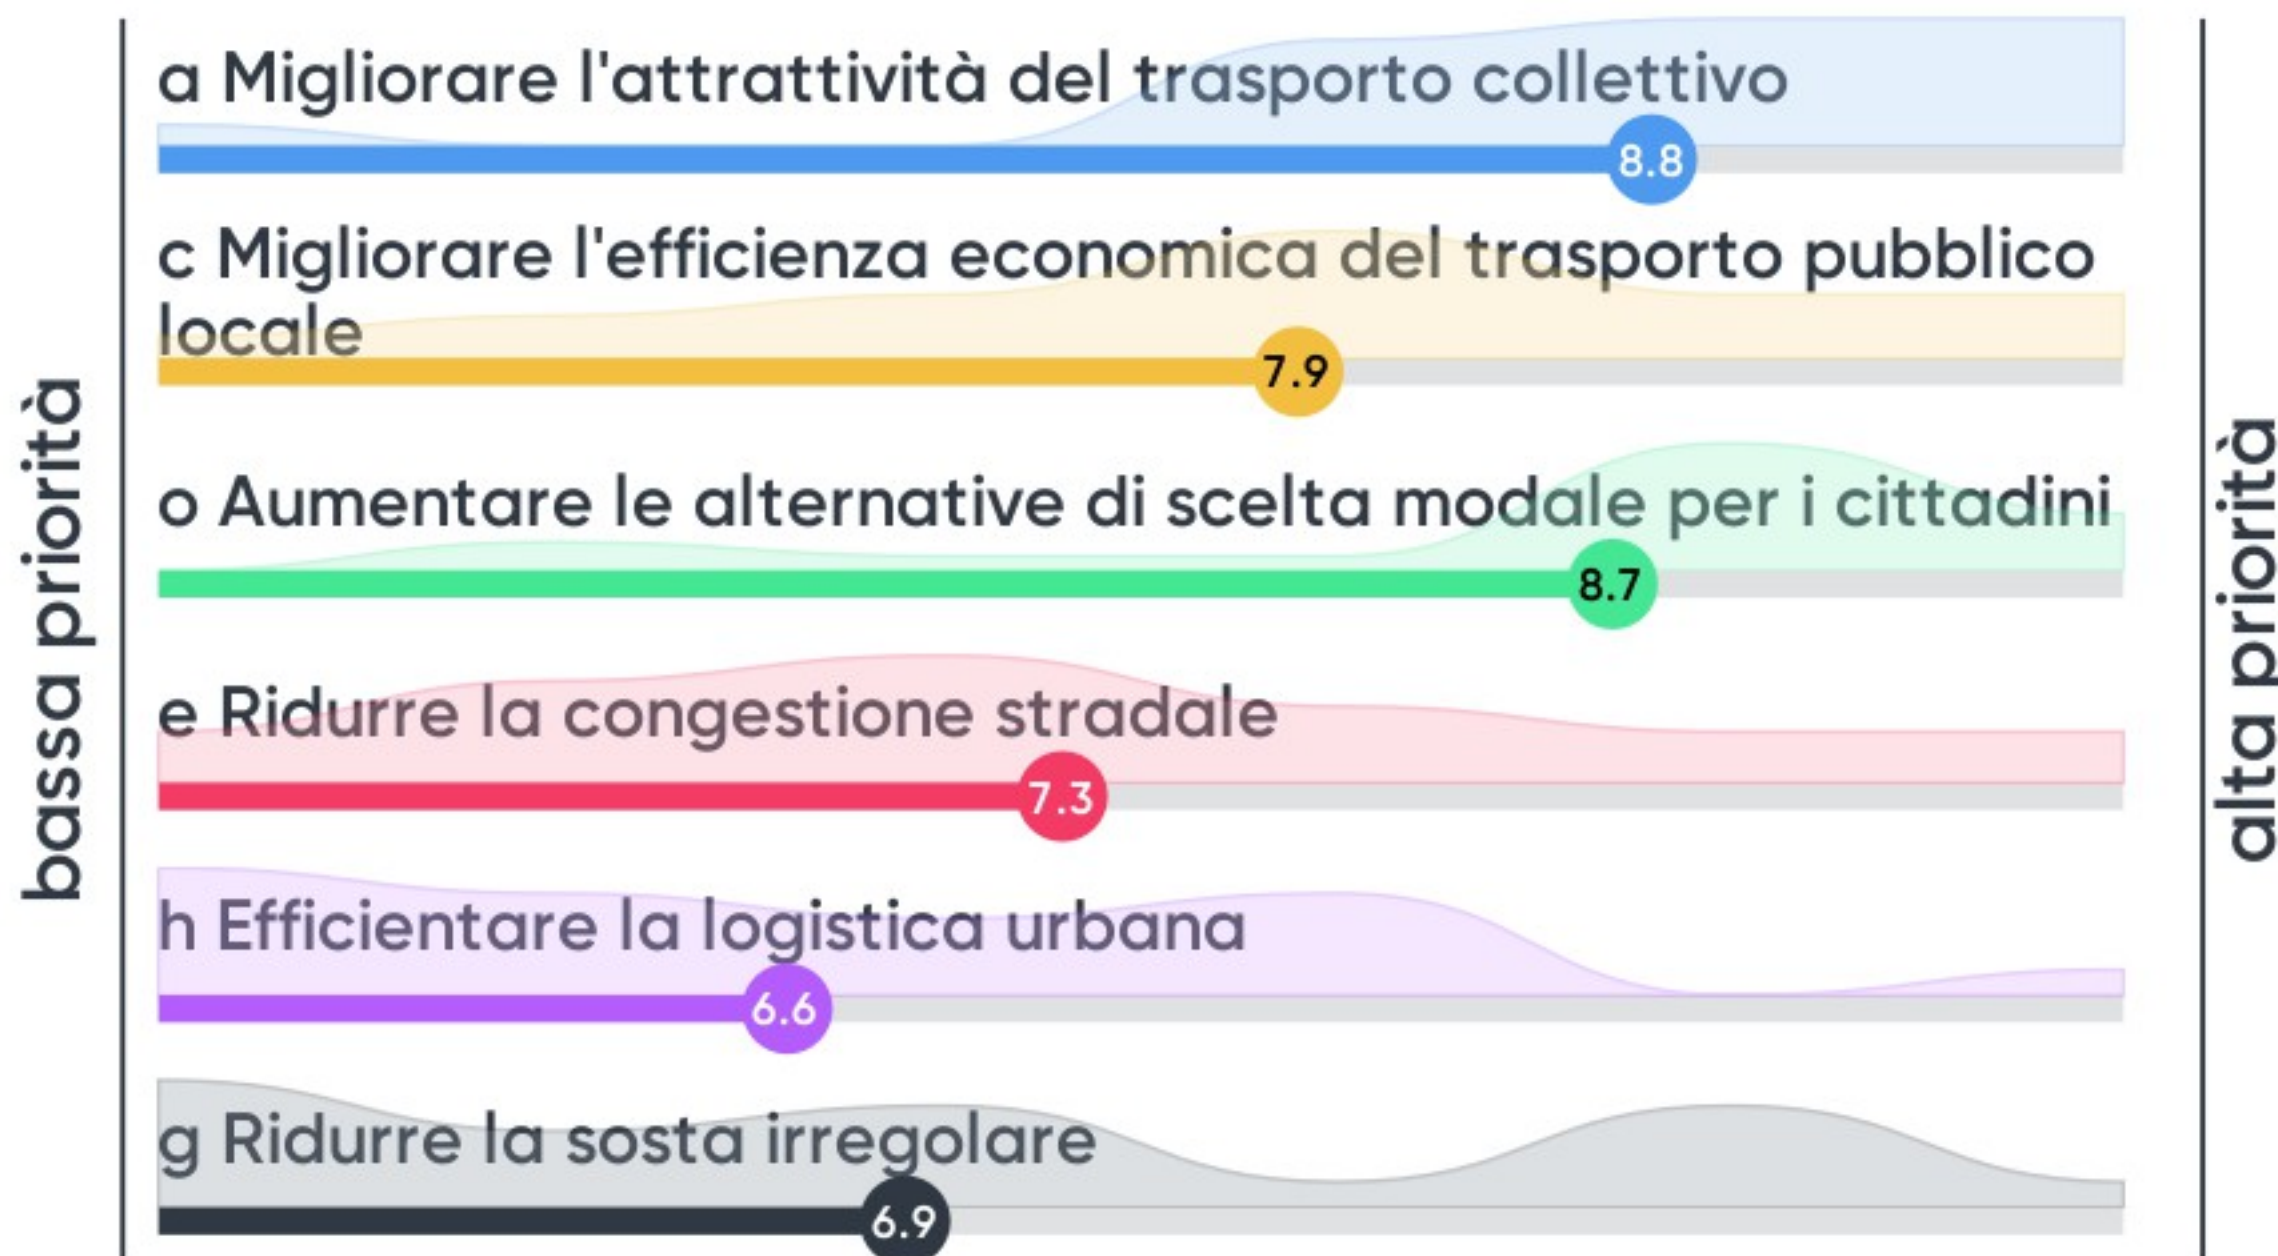 a Migliorare l'attrattività del trasporto collettivo
8.8
c Migliorare l'efficienza economica del trasporto pubblico
locale
7.9
o Aumentare le alternative di scelta modale per i cittadini
8.7
e Ridurre la congestione stradale
7.3
h Efficientare la logistica urbana
6.6
g Ridurre la sosta irregolare
6.9
bassa priorità
alta priorità